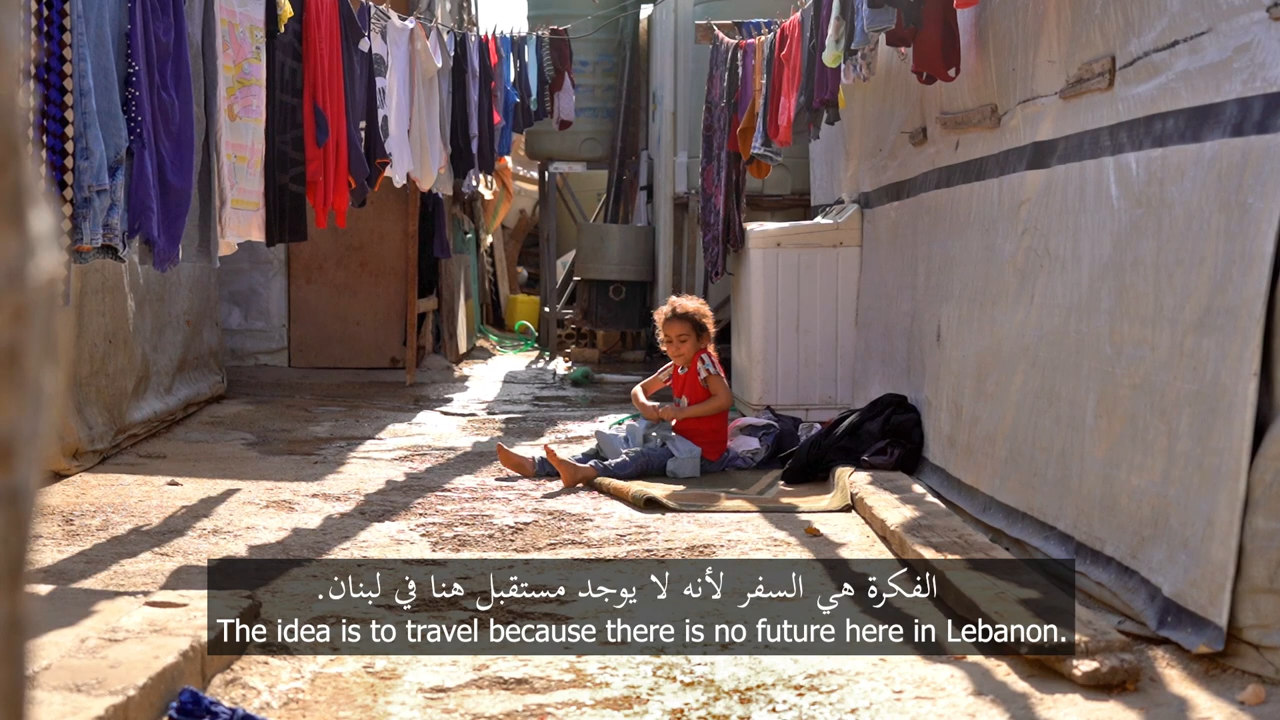 الفكرة هي السفر لأنه لا يوجد مستقبل هنا في لبنان.
The idea is to travel because there is no future here in Lebanon.